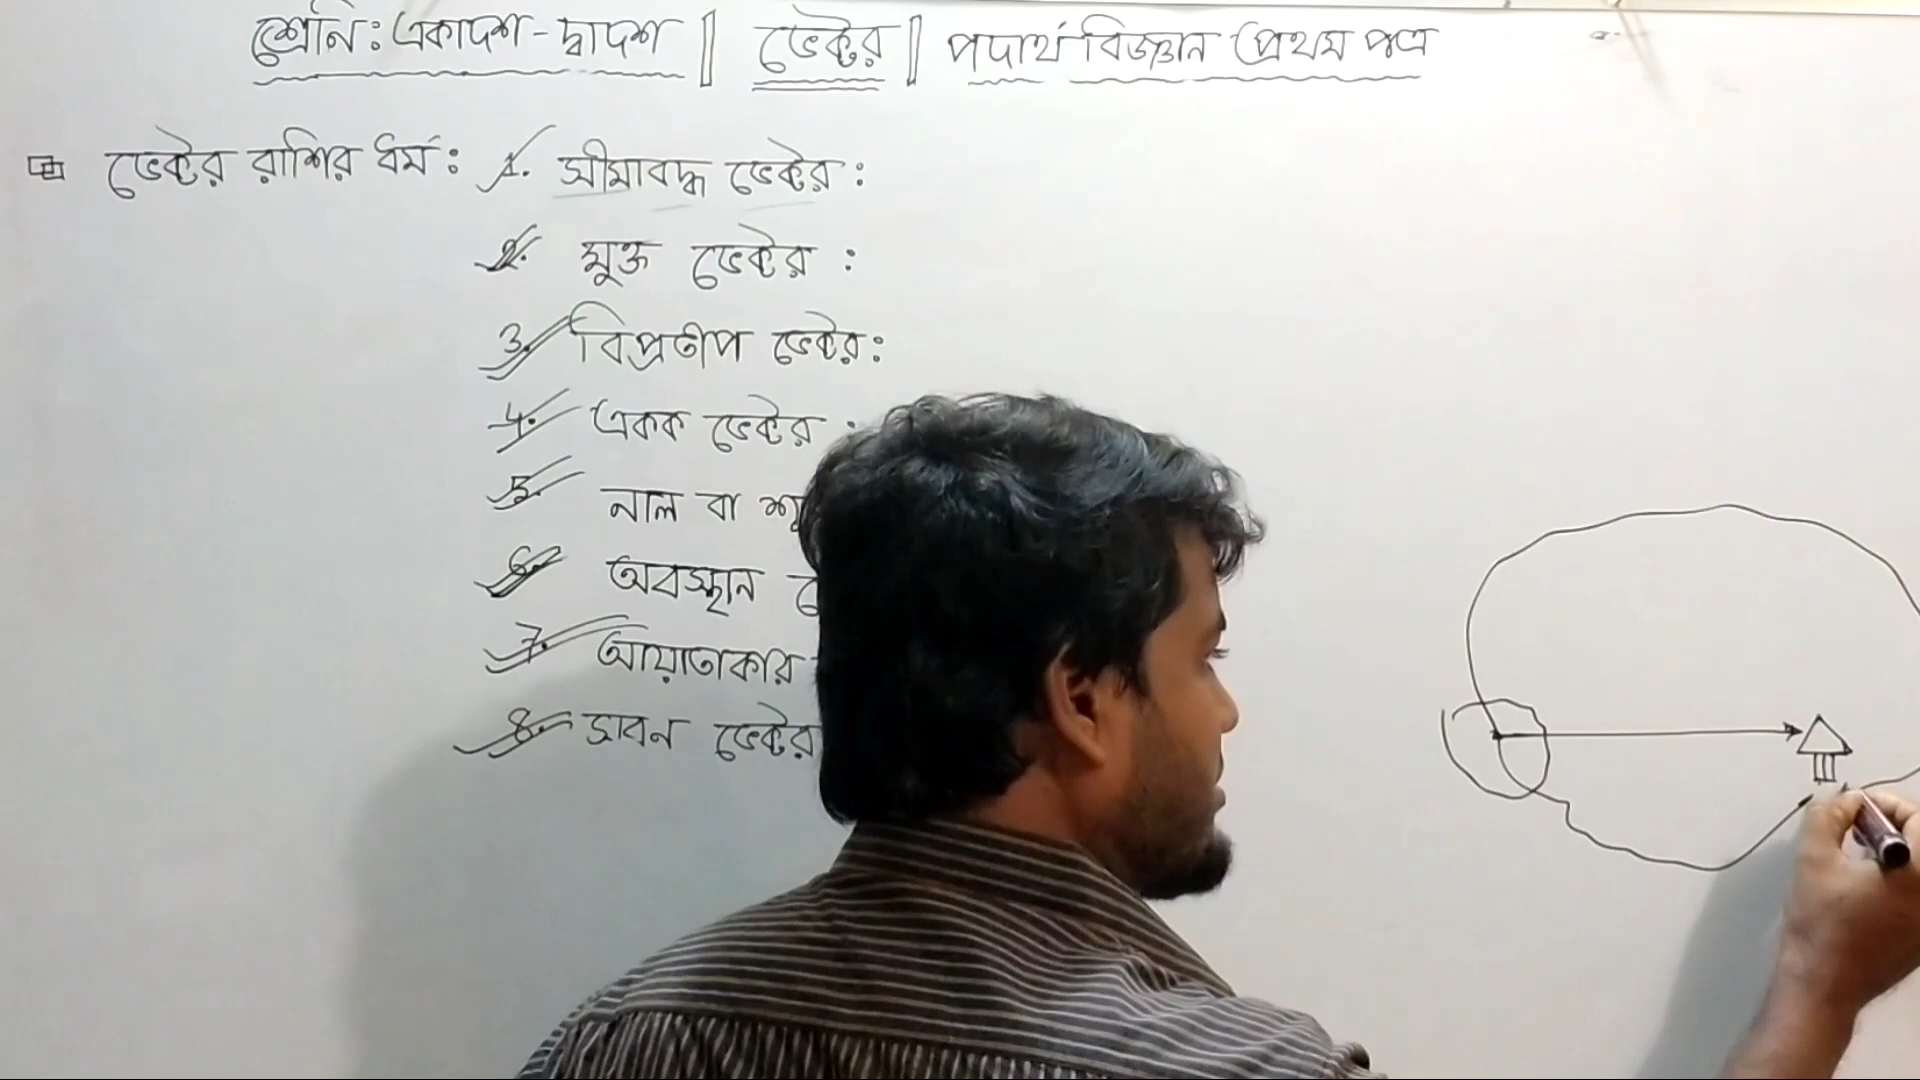 শ্রেনি: একাদশ - দ্বাদশ || ভেক্টর || পদার্থ বিজ্ঞান প্রথম পত্র
ভেক্টর রাশির ধর্ম: 1. সীমাবদ্ধ ভেক্টর:
2. মুক্ত ভেক্টর:
3. বিপ্রতীপ ভেক্টর:
4. একক ভেক্টর:
5. নাল বা
6. অবস্থান
7. আয়াতাকার
8. ভেক্টর